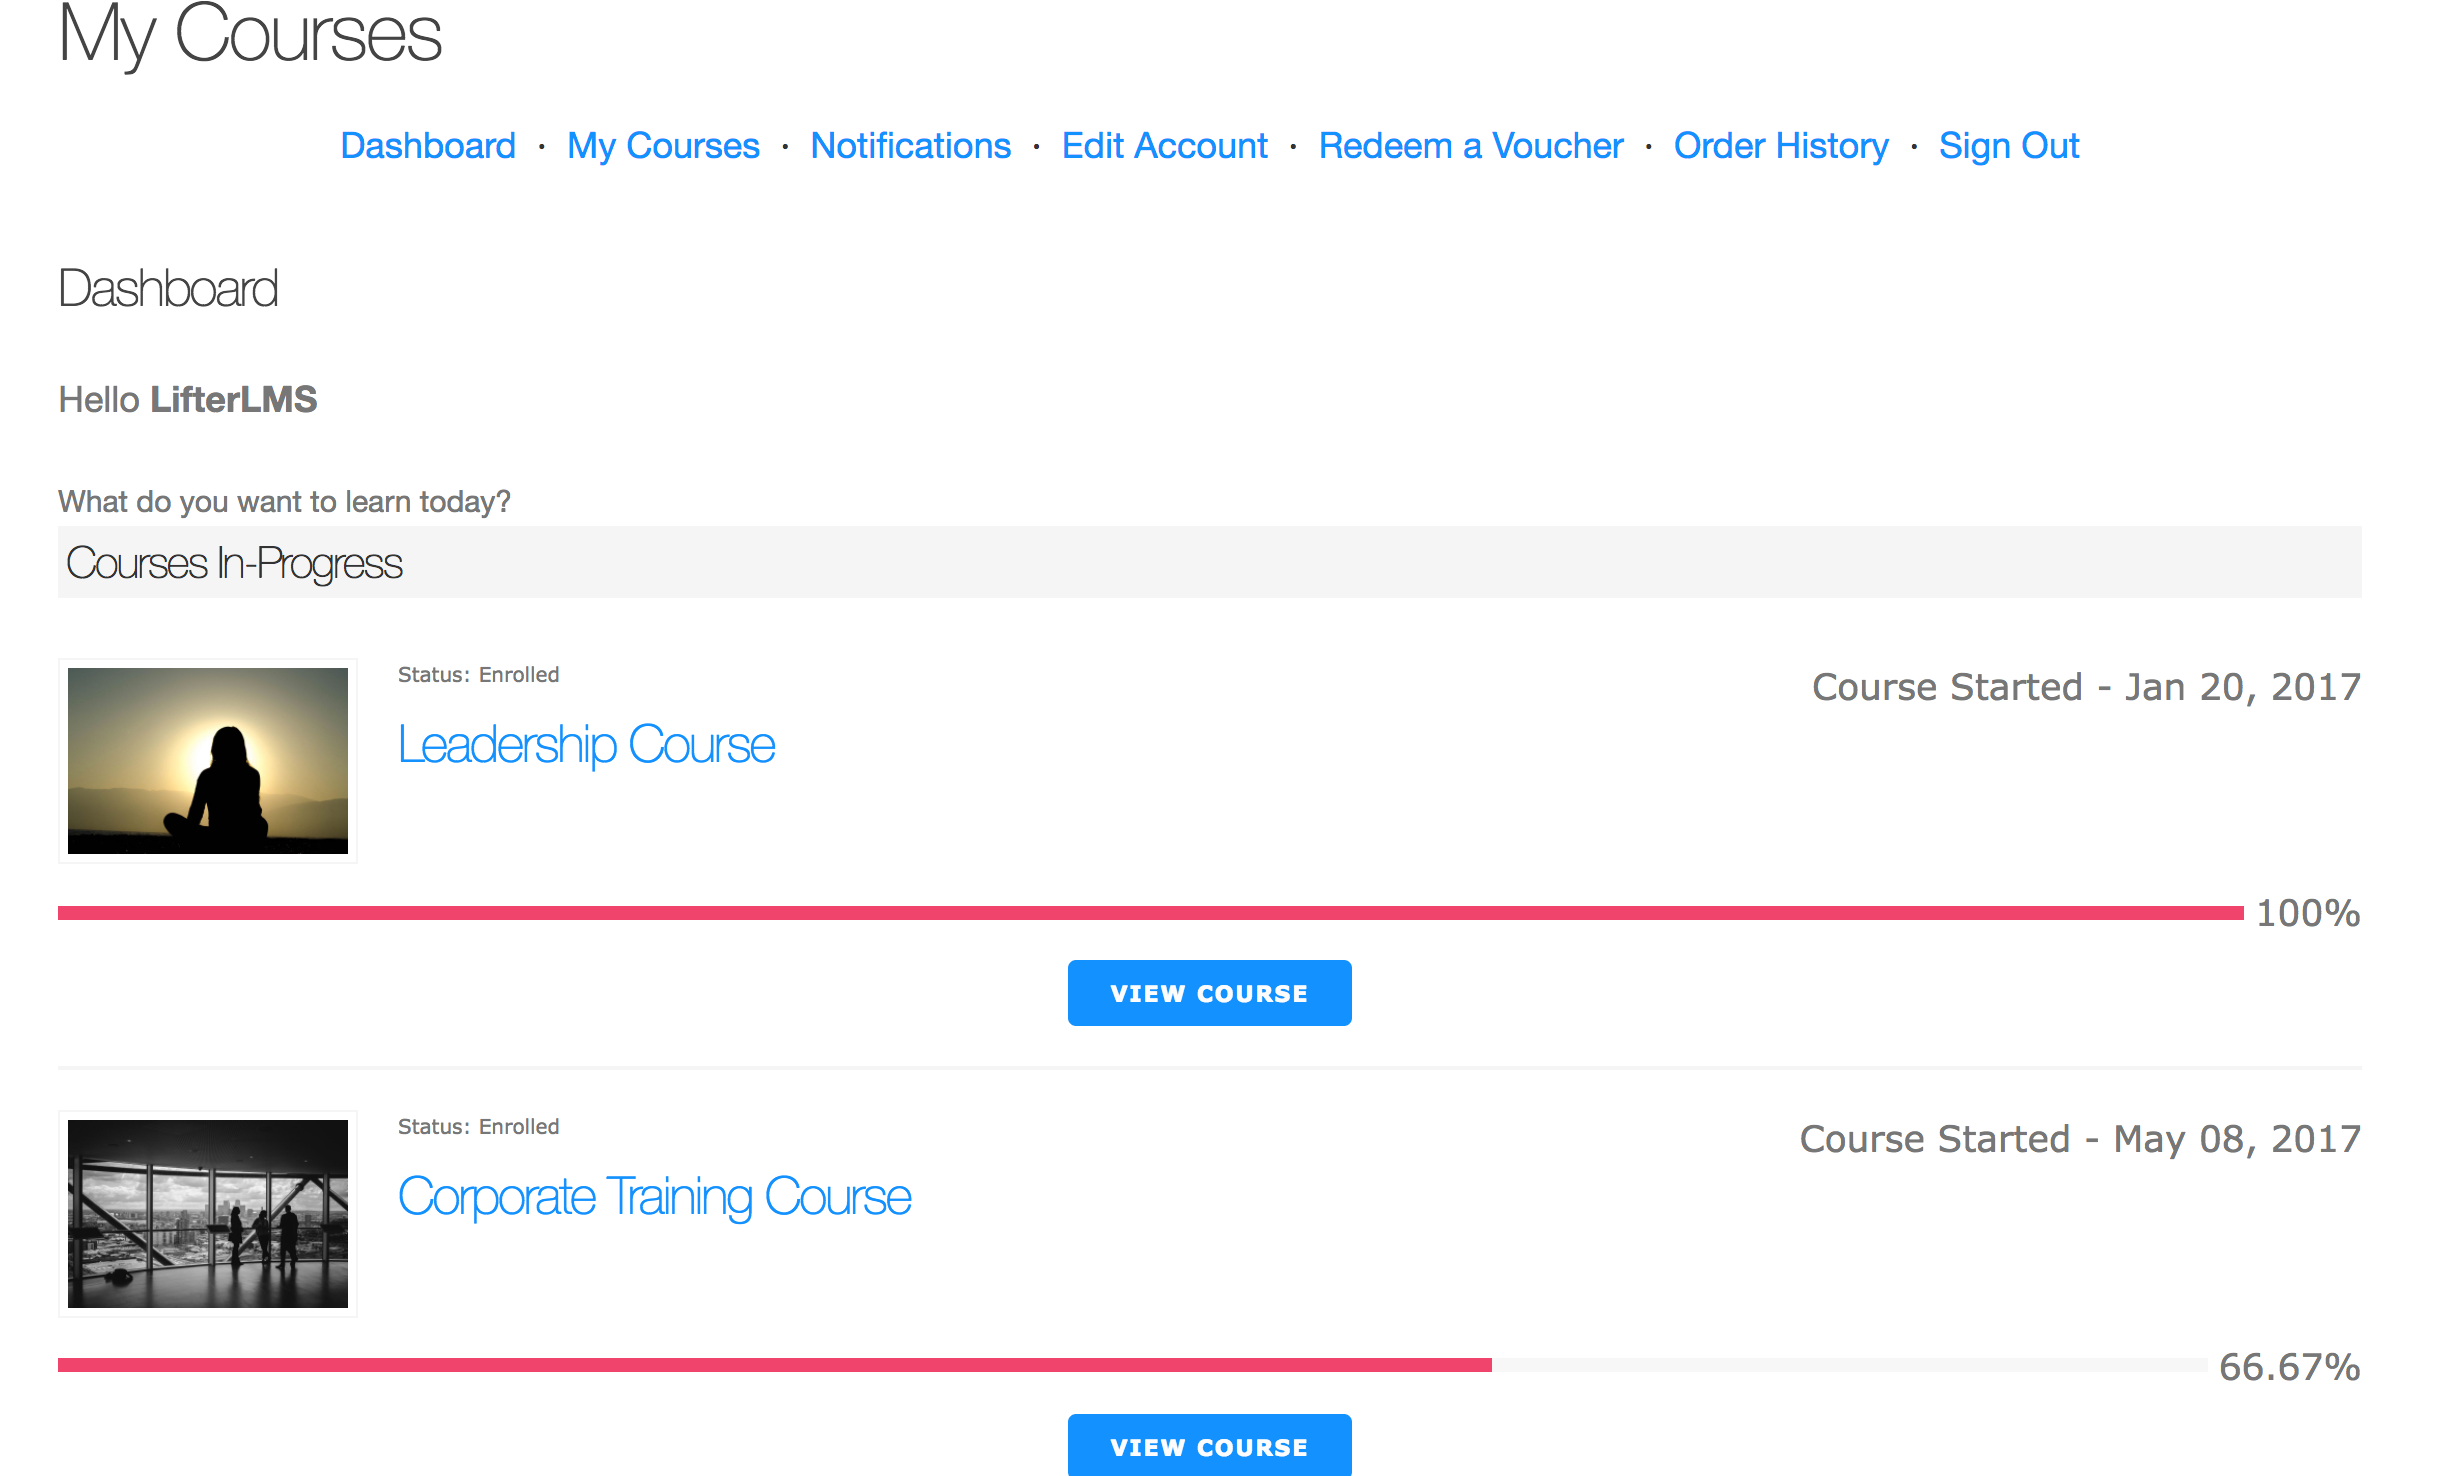 My Courses
Dashboard · My Courses · Notifications · Edit Account · Redeem a Voucher · Order History · Sign Out
Dashboard
Hello LifterLMS
What do you want to learn today?
Courses In-Progress
Status: Enrolled
Course Started - Jan 20, 2017
Leadership Course
100%
VIEW COURSE
Status: Enrolled
Course Started - May 08, 2017
Corporate Training Course
66.67%
VIEW COURSE